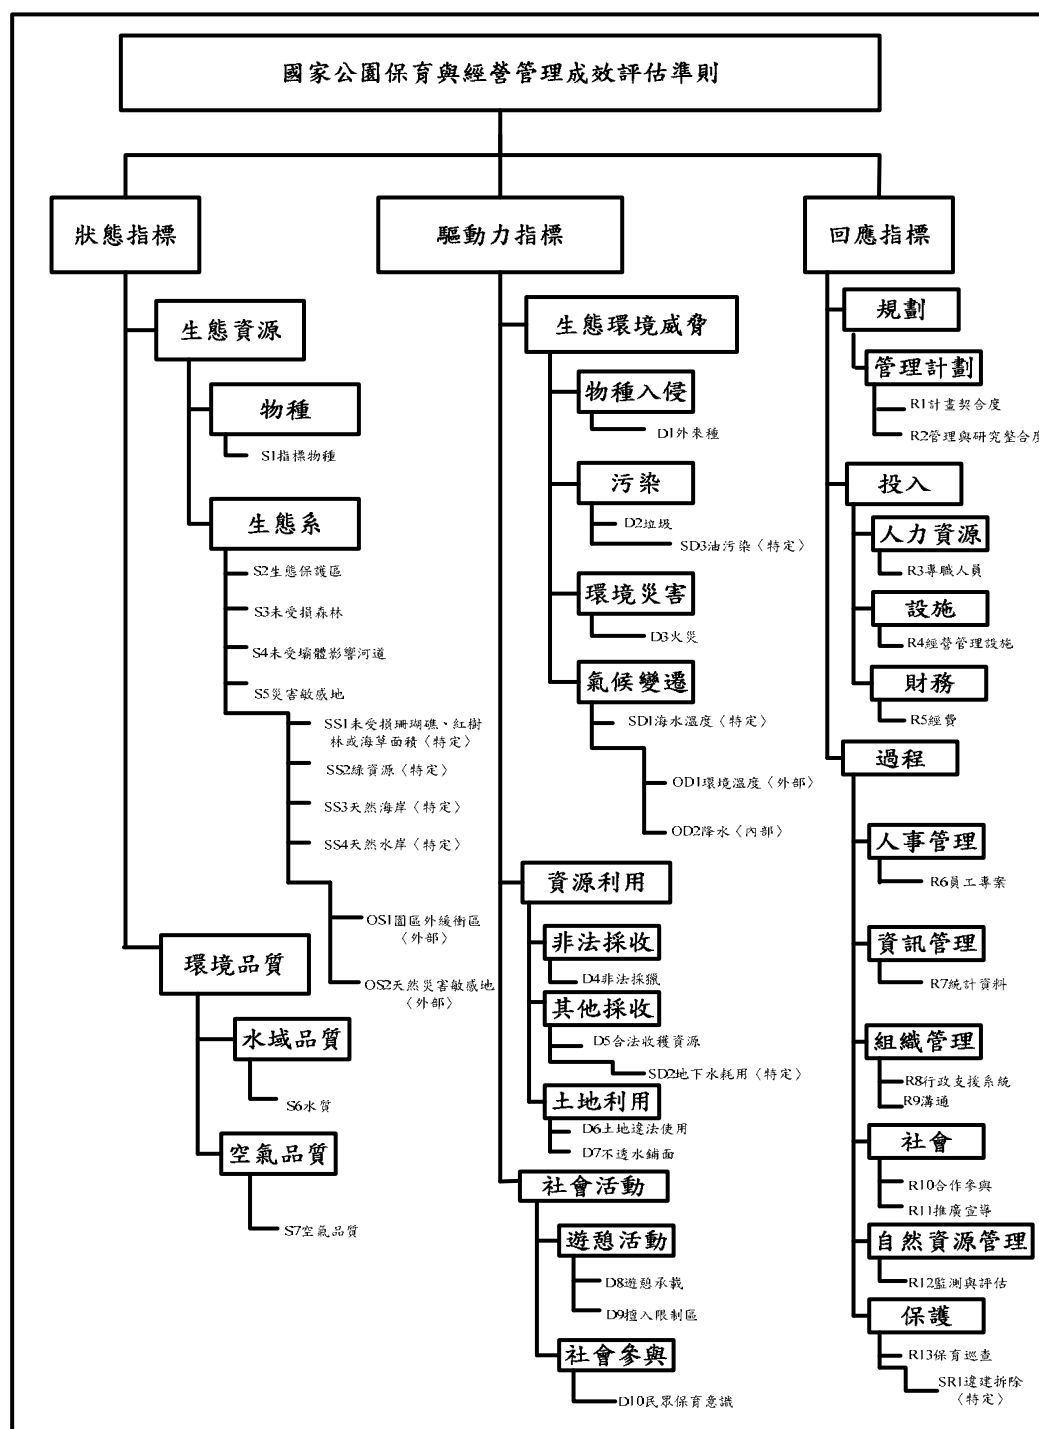 國家公園保育與經營管理成效評估準則
狀態指標
生態資源
物種
S1指標物種
生態系
S2生態保護區
S3未受損森林
S4未受壩體影響河道
S5災害敏感地
SS1未受損珊瑚礁、紅樹
林或海草面積〈特定〉
SS2綠資源〈特定〉
SS3天然海岸〈特定〉
SS4天然水岸〈特定〉
OS1園區外緩衝區
〈外部〉
OS2天然災害敏感地
〈外部〉
環境品質
水域品質
S6水質
空氣品質
S7空氣品質
驅動力指標
生態環境威脅
物種入侵
D1外來種
污染
D2垃圾
SD3油污染〈特定〉
環境災害
D3火災
氣候變遷
SD1海水溫度〈特定〉
OD1環境溫度〈外部〉
OD2降水〈內部〉
資源利用
非法採收
D4非法採獵
其他採收
D5合法收獲資源
SD2地下水耗用〈特定〉
土地利用
D6土地違法使用
D7不透水鋪面
社會活動
遊憩活動
D8遊憩承載
D9擅入限制區
社會參與
D10民眾保育意識
回應指標
規劃
管理計劃
R1計畫契合度
R2管理與研究整合度
投入
人力資源
R3專職人員
設施
R4經營管理設施
財務
R5經費
過程
人事管理
R6員工專案
資訊管理
R7統計資料
組織管理
R8行政支援系統
R9溝通
社會
R10合作參與
R11推廣宣導
自然資源管理
R12監測與評估
保護
R13保育巡查
SR1違建拆除
〈特定〉